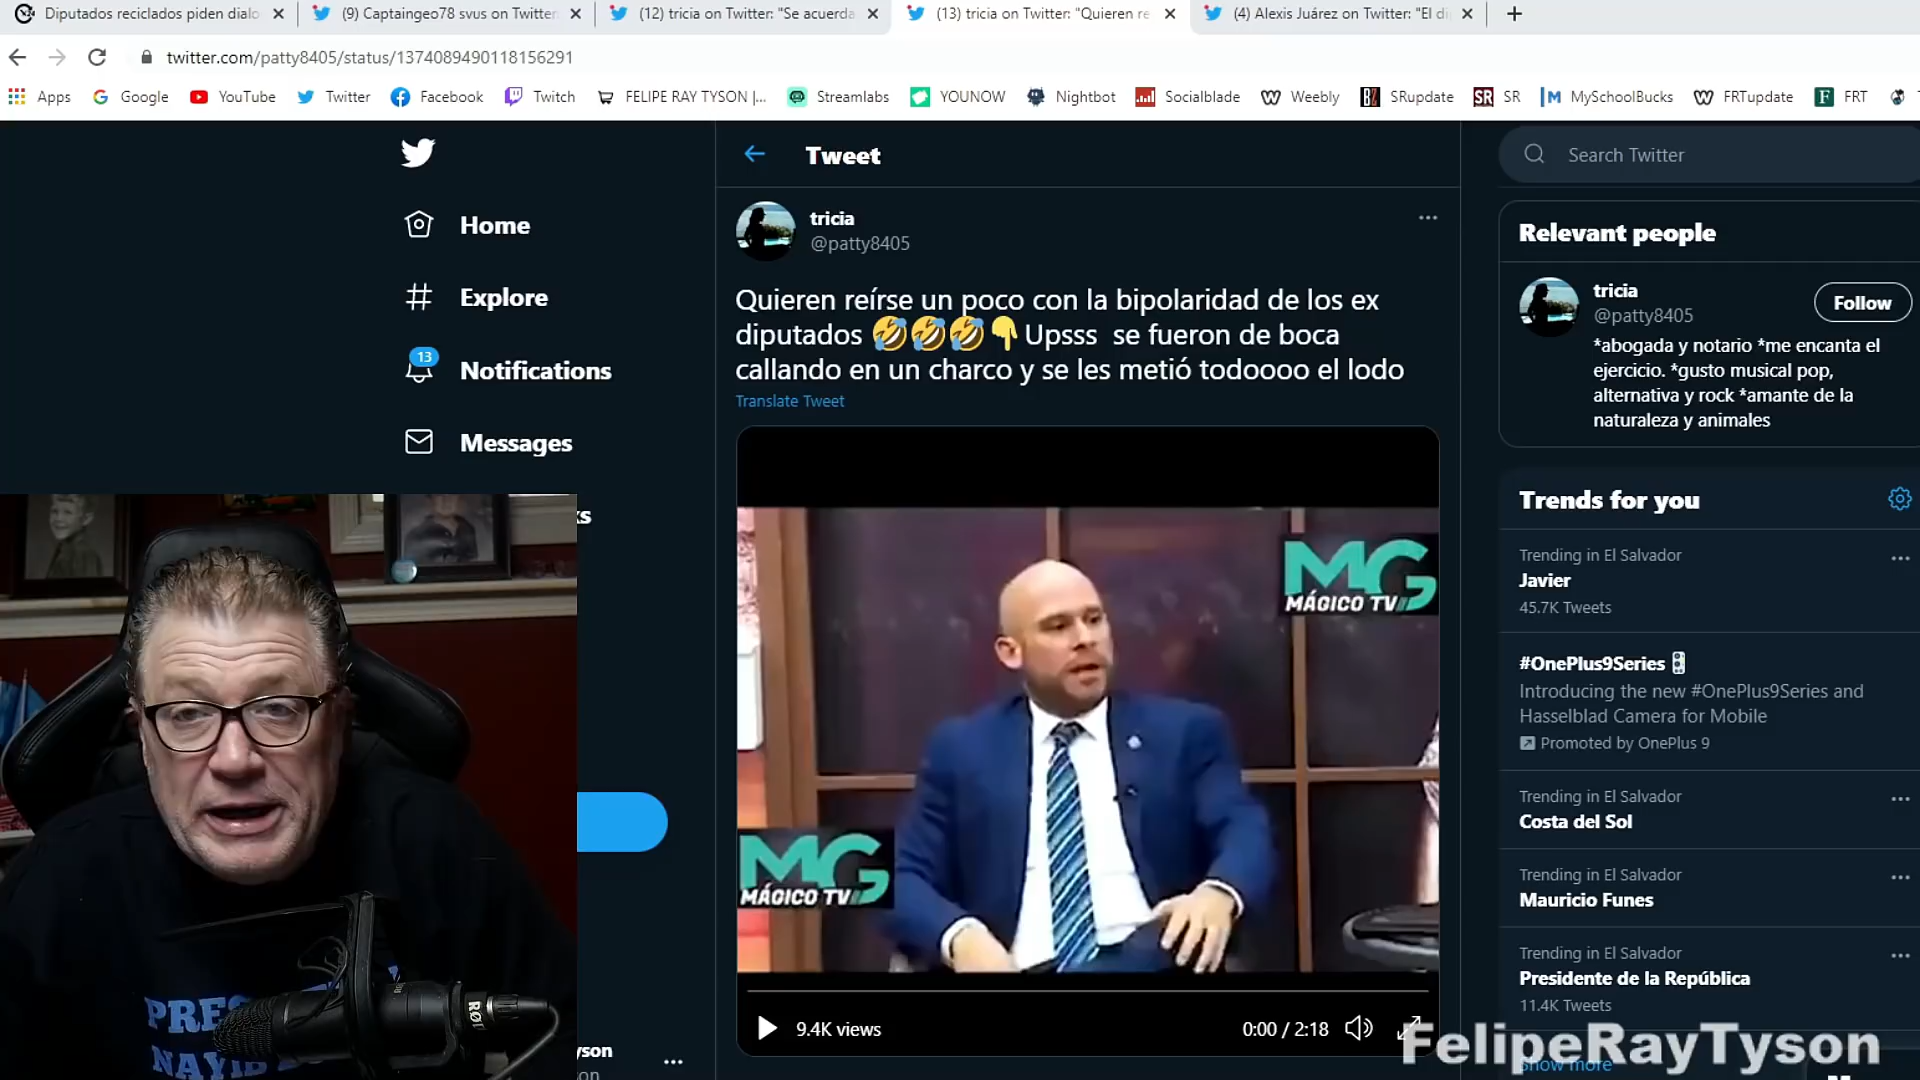 Diputados reciclados piden dialo
(9) Captaingeo78 svus on Twitter
(12) tricia on Twitter: "Se acuerda
(13) tricia on Twitter: "Quieren re
(4) Alexis Juárez on Twitter: "El di
twitter.com/patty8405/status/1374089490118156291
Apps
Google
YouTube
Twitter
Facebook
Twitch
FELIPE RAY TYSON |...
Streamlabs
YOUNOW
Nightbot
Socialblade
Weebly
SRupdate
SR
MySchoolBucks
FRTupdate
FRT
Home
Explore
13
Notifications
Messages
ks
Tweet
tricia
@patty8405
Quieren reírse un poco con la bipolaridad de los ex
diputados 🤣🤣🤣👇Upsss se fueron de boca
callando en un charco y se les metió todoooo el lodo
Translate Tweet
MG
MÁGICO TV
MG
MÁGICO TV
9.4K views
0:00 / 2:18
Search Twitter
Relevant people
tricia
@patty8405
Follow
*abogada y notario *me encanta el
ejercicio. *gusto musical pop,
alternativa y rock *amante de la
naturaleza y animales
Trends for you
Trending in El Salvador
Javier
45.7K Tweets
#OnePlus9Series
Introducing the new #OnePlus9Series and
Hasselblad Camera for Mobile
Promoted by OnePlus 9
Trending in El Salvador
Costa del Sol
Trending in El Salvador
Mauricio Funes
Trending in El Salvador
Presidente de la República
11.4K Tweets
Show more
FelipeRayTyson
PRES
NAYIB
RØD
yson
on